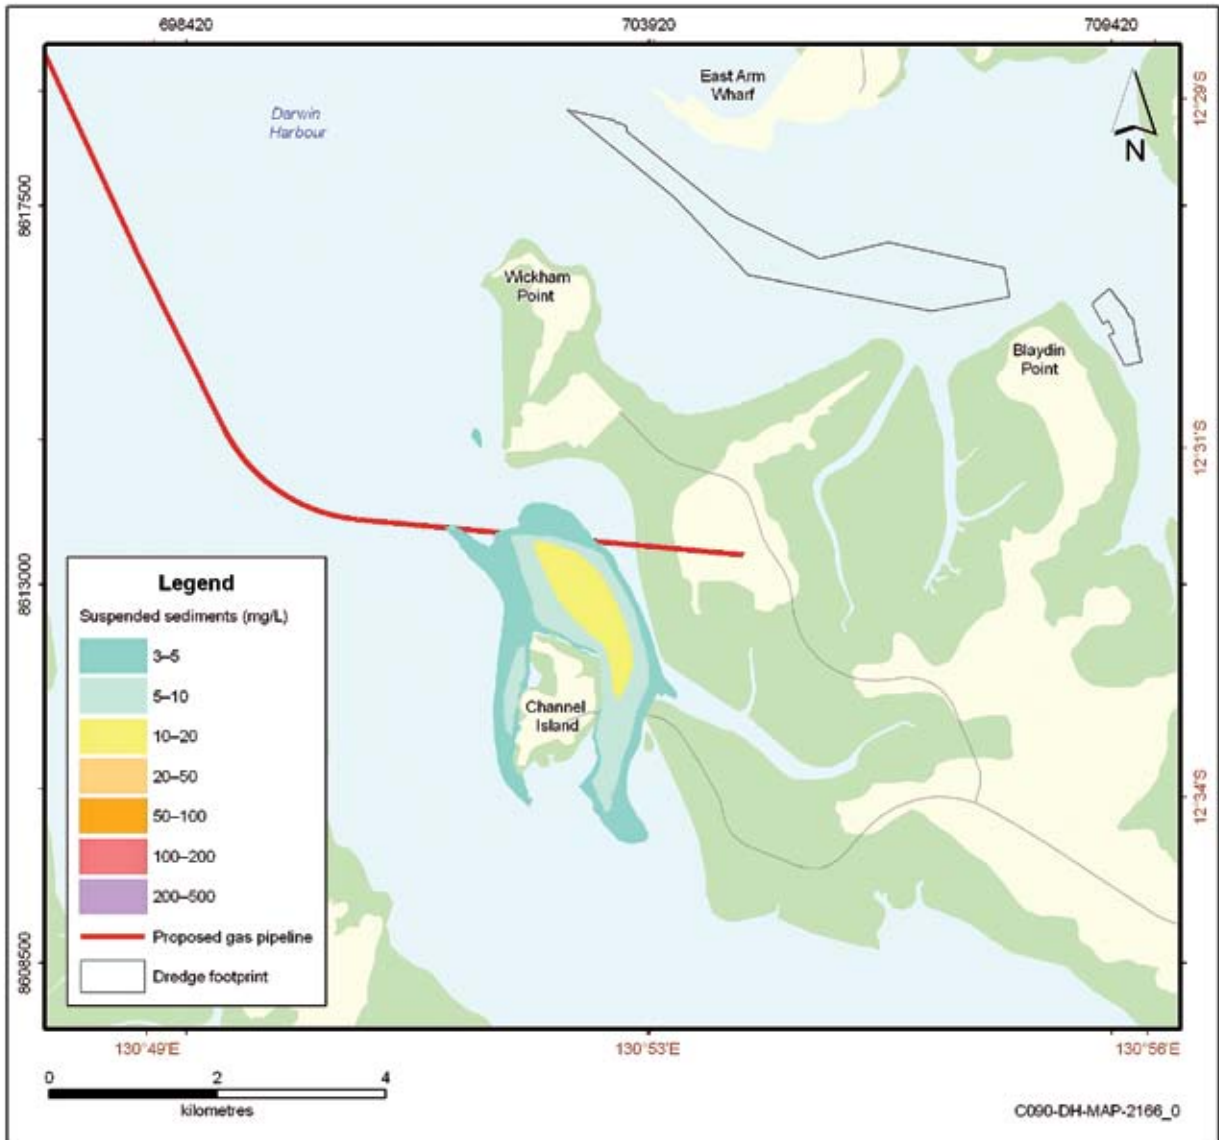 698420
703920
709420
East Arm
Wharf
Darwin
Harbour
12°29'S
N
8617500
Wickham
Point
Blaydin
Point
12°31'S
8613000
Legend
Suspended sediments (mg/L)
3–5
5–10
10–20
20–50
50–100
100–200
200–500
Proposed gas pipeline
Dredge footprint
Channel
Island
12°34'S
8608500
130°49'E
130°53'E
130°56'E
0
2
4
kilometres
C090-DH-MAP-2166_0